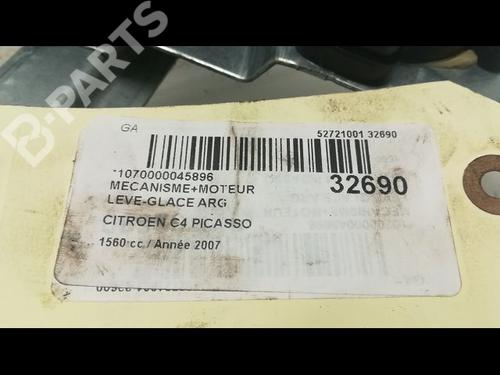 B-PARTS
GA
52721001 32690
*1070000045896
32690
MECANISME+MOTEUR
LEVE-GLACE ARG
CITROEN C4 PICASSO
1560 cc / Année 2007